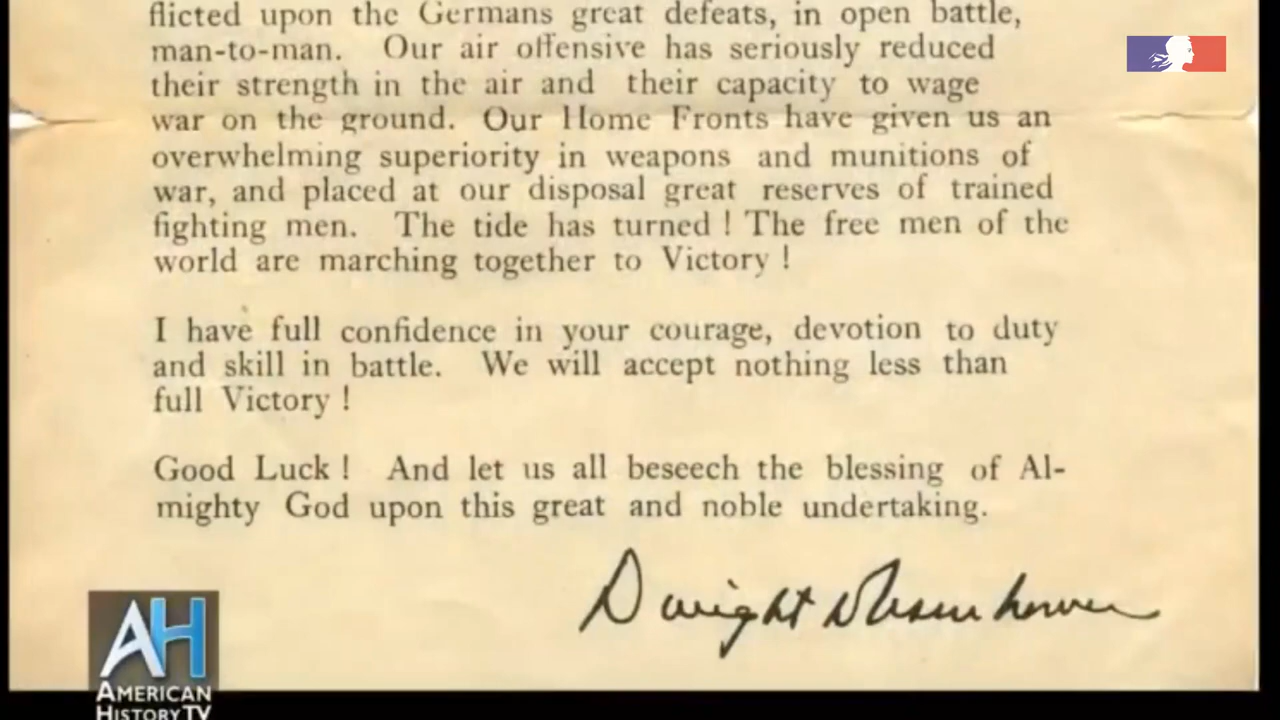 flicted upon the Germans great defeats, in open battle,
man-to-man. Our air offensive has seriously reduced
their strength in the air and their capacity to wage
war on the ground. Our Home Fronts have given us an
overwhelming superiority in weapons and munitions of
war, and placed at our disposal great reserves of trained
fighting men. The tide has turned ! The free men of the
world are marching together to Victory !
I have full confidence in your courage, devotion to duty
and skill in battle. We will accept nothing less than
full Victory !
Good Luck ! And let us all beseech the blessing of Al-
mighty God upon this great and noble undertaking.
Dwight D Eisenhower
AH
AMERICAN
HISTORY TV